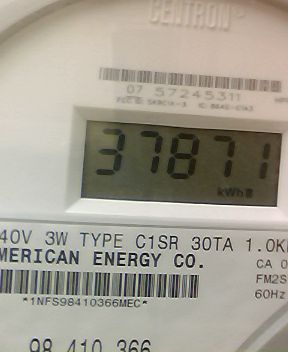 CENTRON
07 57245311
37871
kWh
40V 3W TYPE C1SR 30TA 1.0K
MERICAN ENERGY CO.
CA 0
FM2S
60Hz
*1NFS98410366MEC*
98 410 366